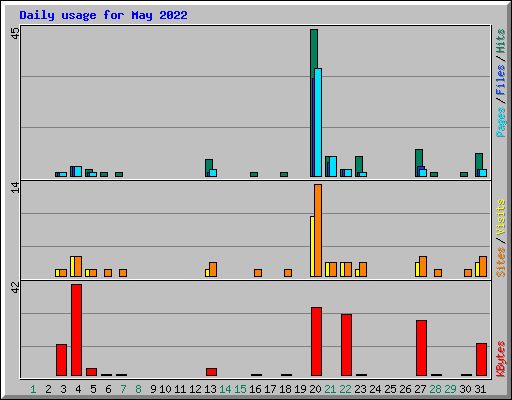 Daily usage for May 2022
45
14
42
Pages / Files / Hits
Sites / Visits
KBytes
1 2 3 4 5 6 7 8 9 10 11 12 13 14 15 16 17 18 19 20 21 22 23 24 25 26 27 28 29 30 31